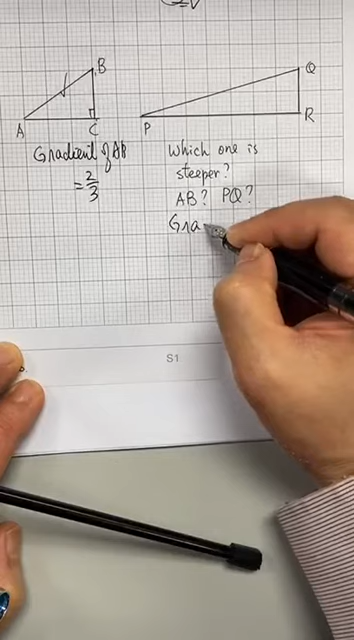 B
Q
A
C
P
R
Gradient of AB
= 2/3
Which one is
steeper?
AB? PQ?
Gra
S1